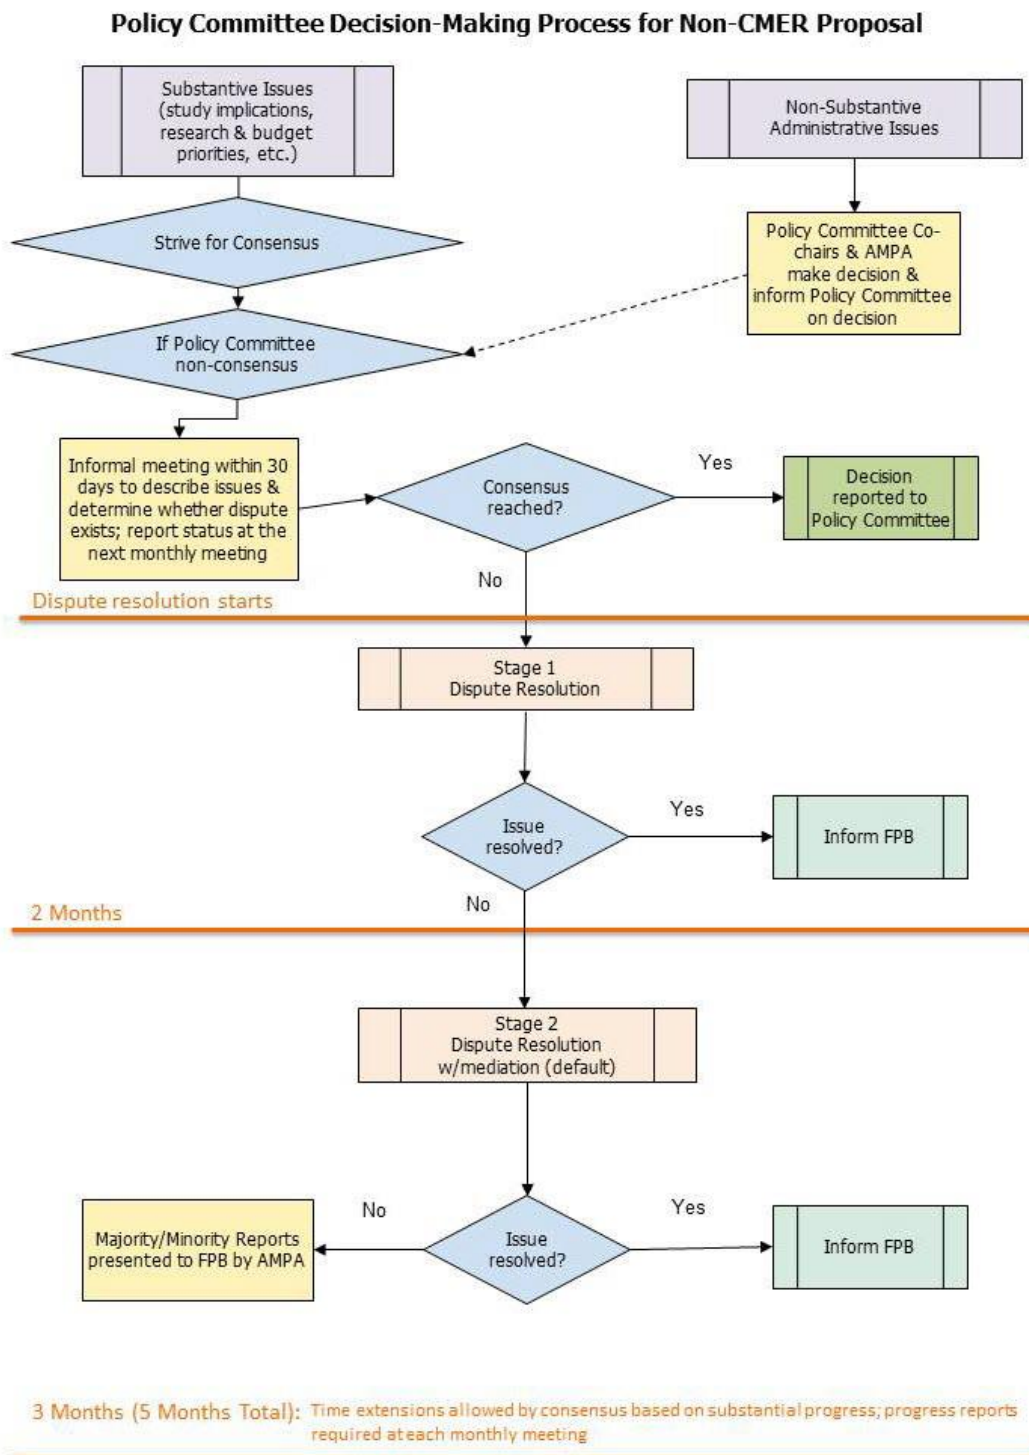 Policy Committee Decision-Making Process for Non-CMER Proposal
Substantive Issues
(study implications,
research & budget
priorities, etc.)
Non-Substantive
Administrative Issues
Strive for Consensus
Policy Committee Co-
chairs & AMPA
make decision &
inform Policy Committee
on decision
If Policy Committee
non-consensus
Informal meeting within 30
days to describe issues &
determine whether dispute
exists; report status at the
next monthly meeting
Consensus
reached?
Yes
Decision
reported to
Policy Committee
No
Dispute resolution starts
Stage 1
Dispute Resolution
Issue
resolved?
Yes
Inform FPB
No
2 Months
Stage 2
Dispute Resolution
w/mediation (default)
No
Majority/Minority Reports
presented to FPB by AMPA
Issue
resolved?
Yes
Inform FPB
3 Months (5 Months Total): Time extensions allowed by consensus based on substantial progress; progress reports
required at each monthly meeting